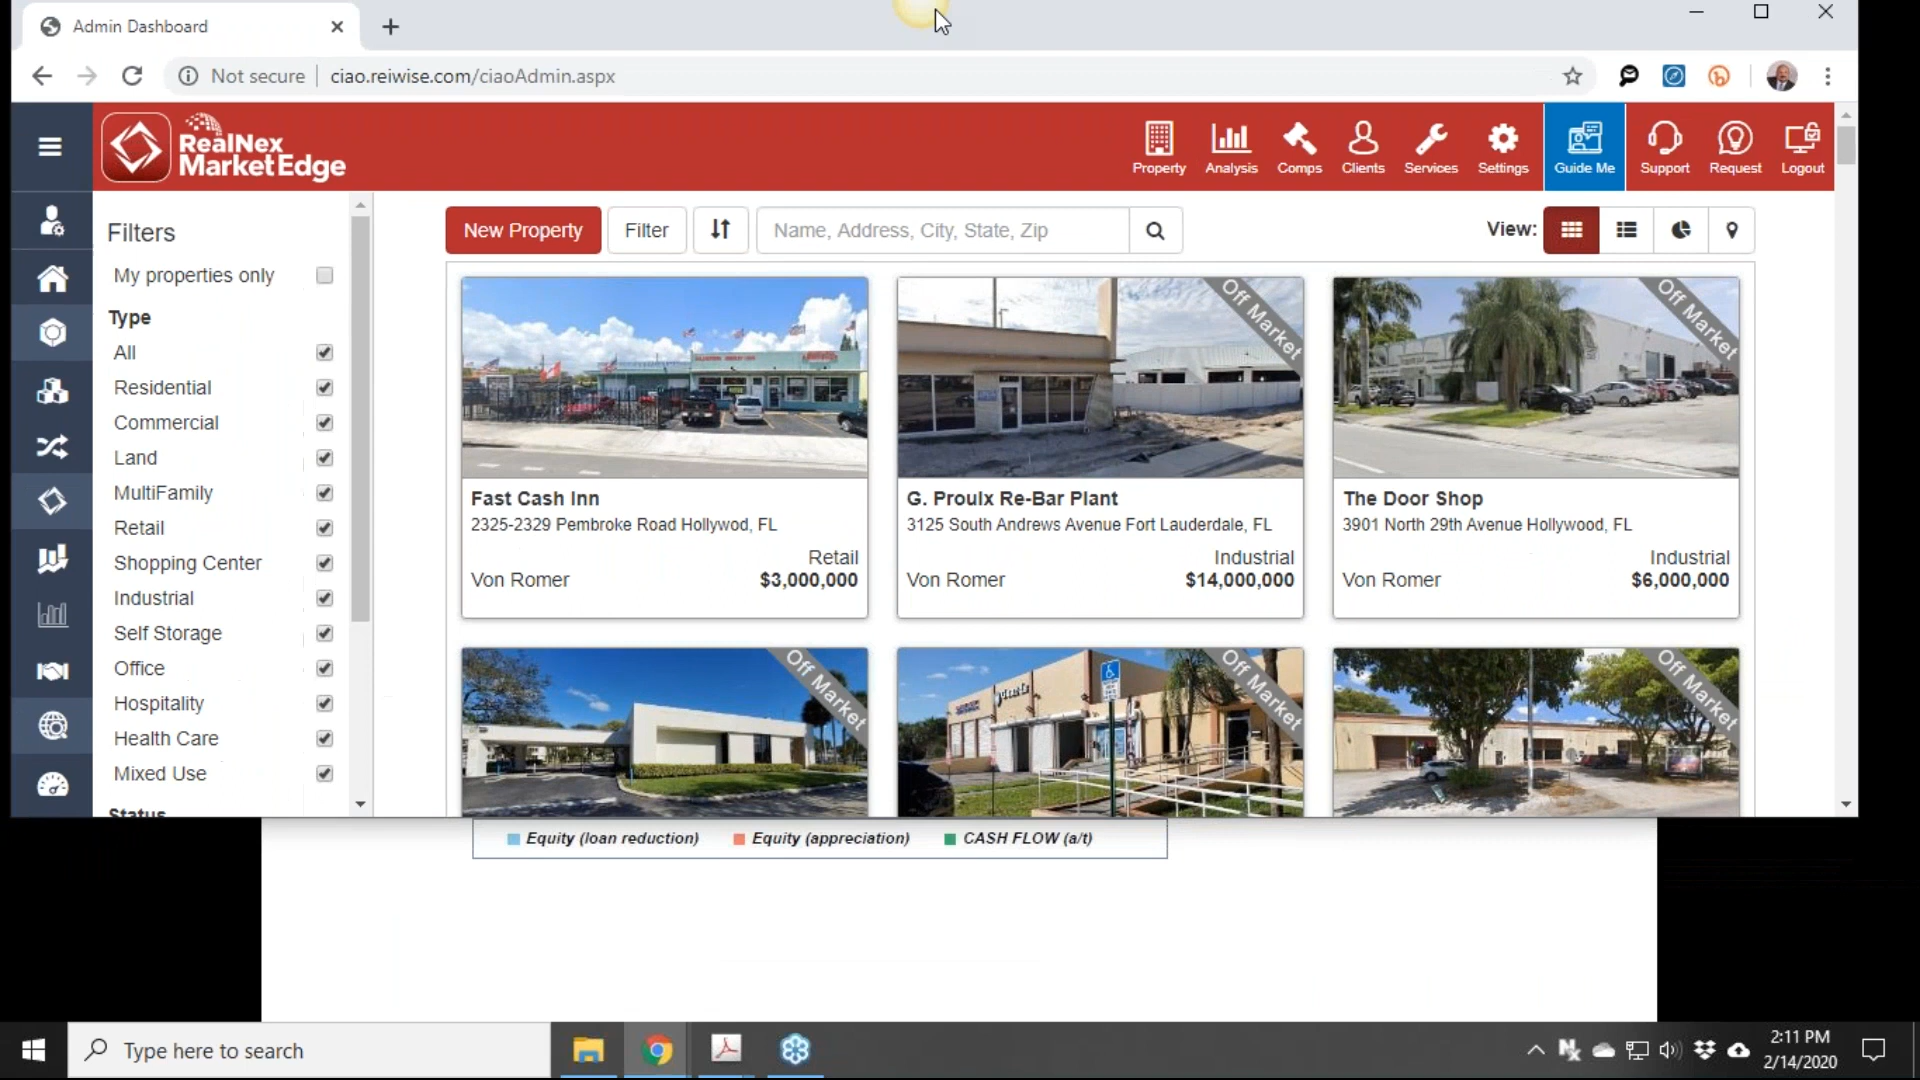 Admin Dashboard
Not secure
ciao.reiwise.com/ciaoAdmin.aspx
RealNex
MarketEdge
Property
Analysis
Comps
Clients
Services
Settings
Guide Me
Support
Request
Logout
Filters
My properties only
Type
All
Residential
Commercial
Land
MultiFamily
Retail
Shopping Center
Industrial
Self Storage
Office
Hospitality
Health Care
Mixed Use
Status
New Property
Filter
Name, Address, City, State, Zip
View:
Fast Cash Inn
2325-2329 Pembroke Road Hollywod, FL
Retail
Von Romer
$3,000,000
Off Market
G. Proulx Re-Bar Plant
3125 South Andrews Avenue Fort Lauderdale, FL
Industrial
Von Romer
$14,000,000
Off Market
The Door Shop
3901 North 29th Avenue Hollywood, FL
Industrial
Von Romer
$6,000,000
Off Market
Off Market
Off Market
Equity (loan reduction)
Equity (appreciation)
CASH FLOW (a/t)
Type here to search
2:11 PM
2/14/2020